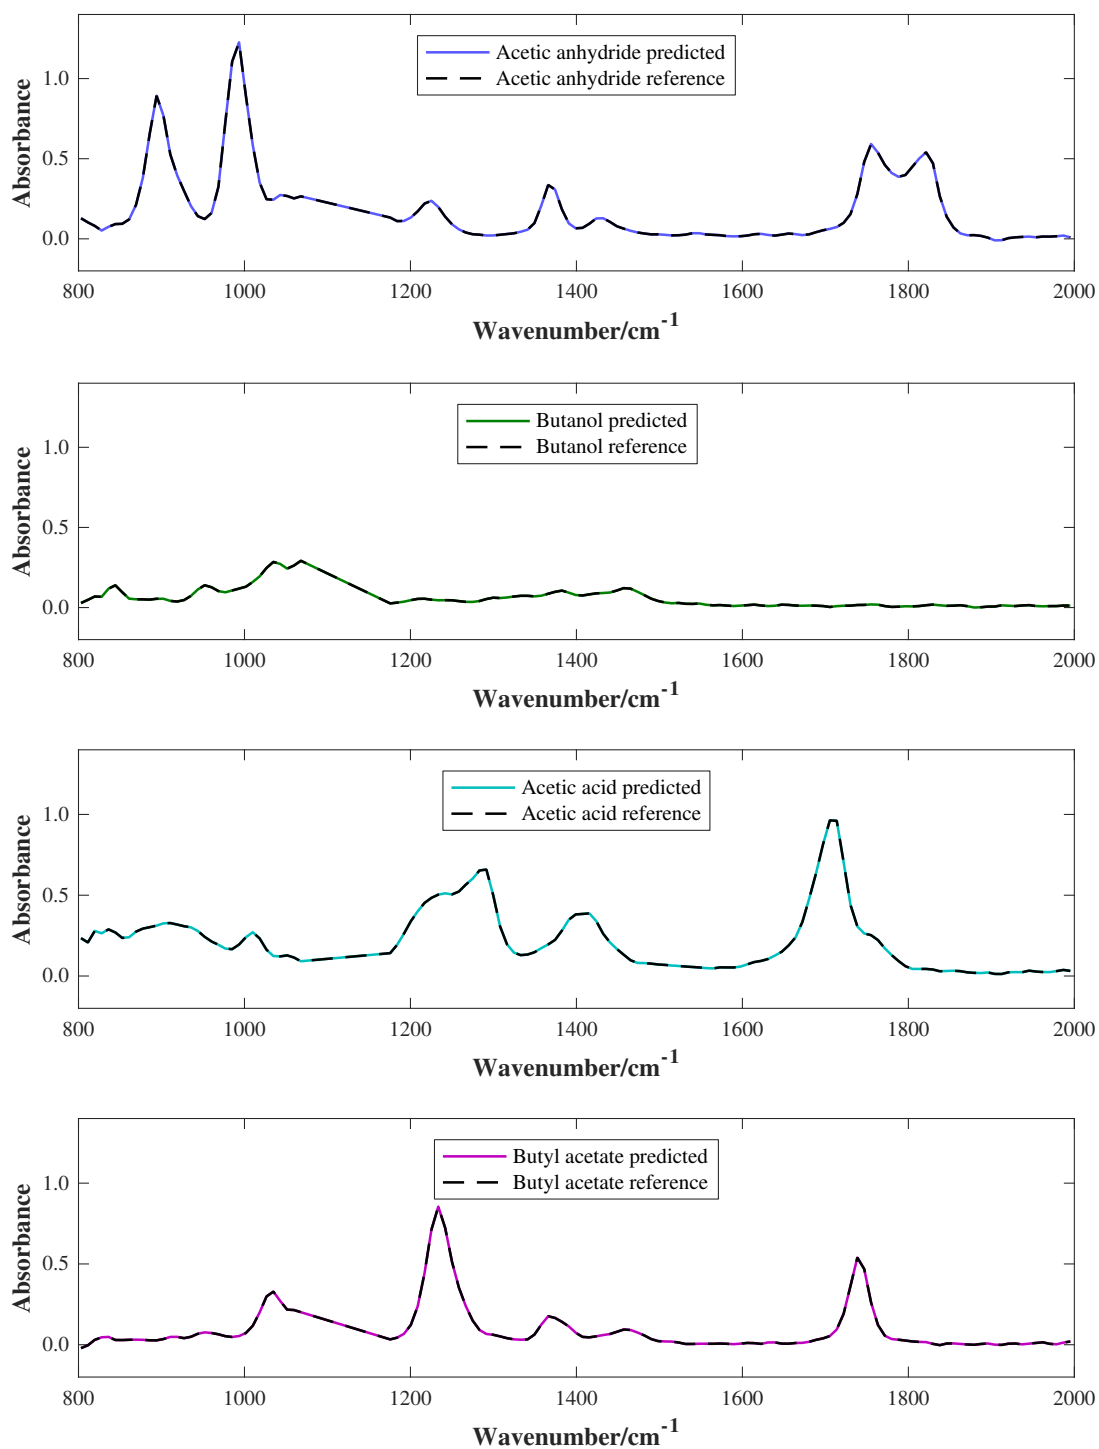 Acetic anhydride predicted
Acetic anhydride reference
1.0
0.5
0.0
Absorbance
800 1000 1200 1400 1600 1800 2000
Wavenumber/cm⁻¹
Butanol predicted
Butanol reference
1.0
0.5
0.0
Absorbance
800 1000 1200 1400 1600 1800 2000
Wavenumber/cm⁻¹
Acetic acid predicted
Acetic acid reference
1.0
0.5
0.0
Absorbance
800 1000 1200 1400 1600 1800 2000
Wavenumber/cm⁻¹
Butyl acetate predicted
Butyl acetate reference
1.0
0.5
0.0
Absorbance
800 1000 1200 1400 1600 1800 2000
Wavenumber/cm⁻¹